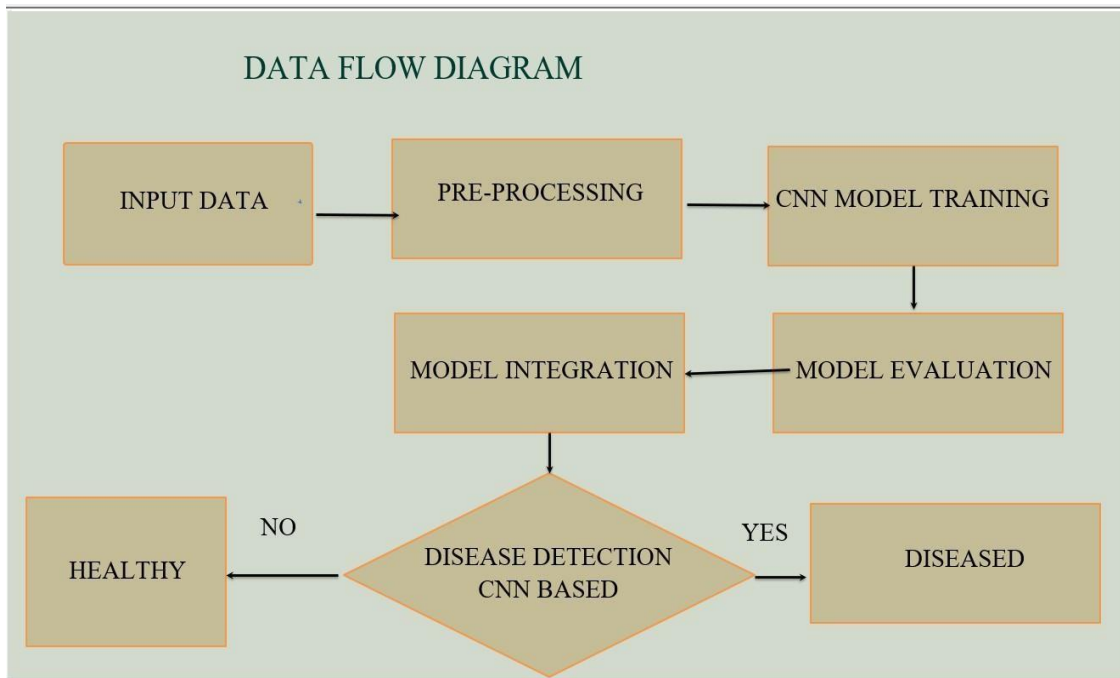 DATA FLOW DIAGRAM
INPUT DATA
PRE-PROCESSING
CNN MODEL TRAINING
MODEL INTEGRATION
MODEL EVALUATION
NO
YES
HEALTHY
DISEASE DETECTION
CNN BASED
DISEASED